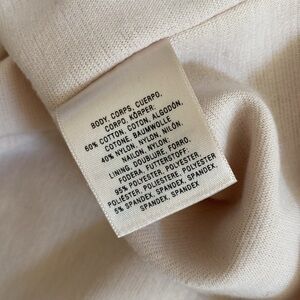 BODY, CORPS, CUERPO,
CORPO, KÖRPER:
60% COTTON, COTON, ALGODÓN,
COTONE, BAUMWOLLE
40% NYLON, NYLON, NILÓN,
NAILON, NYLON
LINING, DOUBLURE, FORRO,
FODERA, FUTTERSTOFF:
95% POLYESTER, POLYESTER,
POLIÉSTER, POLIESTERE, POLYESTER
5% SPANDEX, SPANDEX,
SPANDEX, SPANDEX